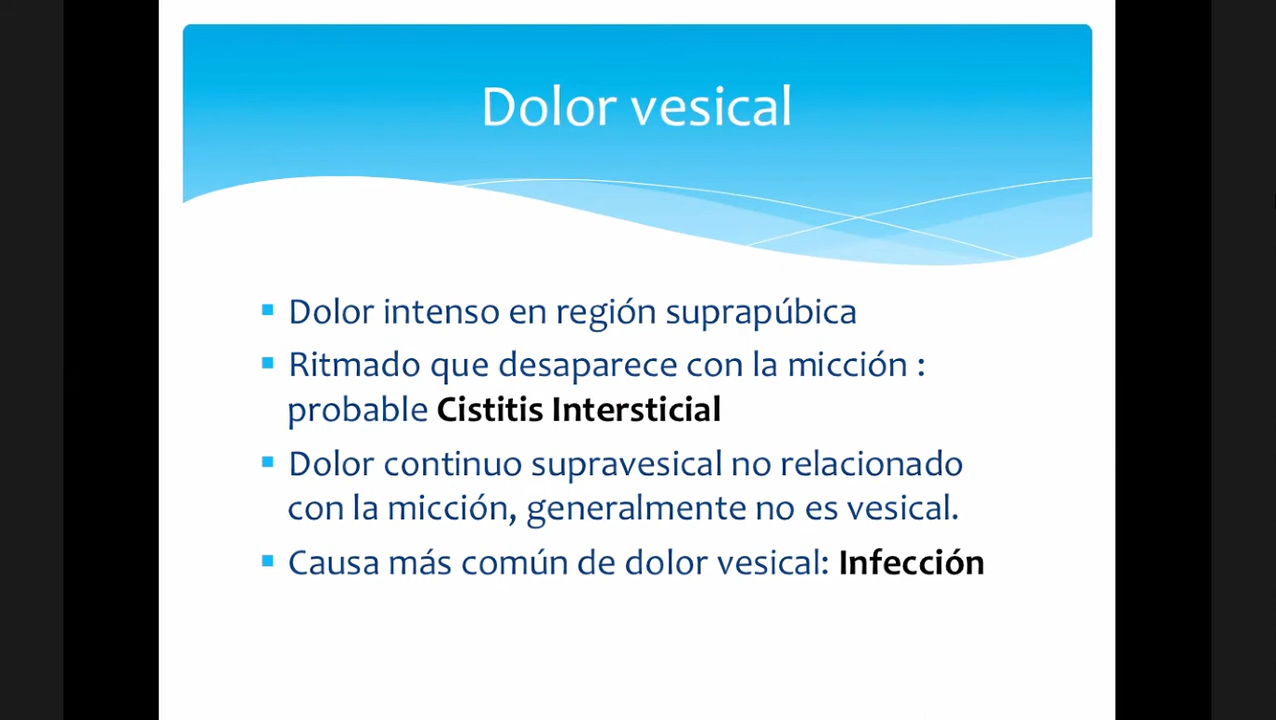 Dolor vesical
Dolor intenso en región suprapúbica
Ritmado que desaparece con la micción :
probable Cistitis Intersticial
Dolor continuo supravesical no relacionado
con la micción, generalmente no es vesical.
Causa más común de dolor vesical: Infección